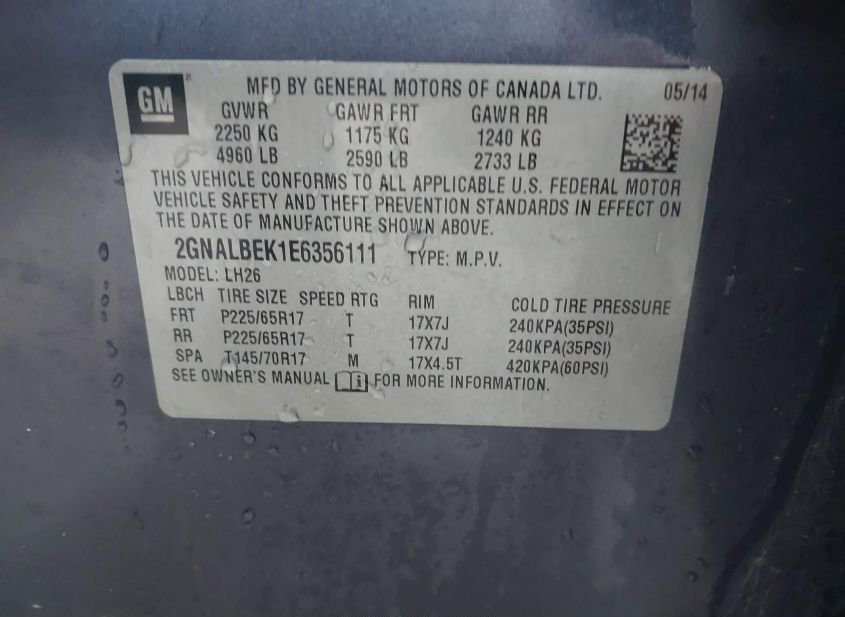 GM MFD BY GENERAL MOTORS OF CANADA LTD. 05/14
GVWR GAWR FRT GAWR RR
2250 KG 1175 KG 1240 KG
4960 LB 2590 LB 2733 LB
THIS VEHICLE CONFORMS TO ALL APPLICABLE U.S. FEDERAL MOTOR
VEHICLE SAFETY AND THEFT PREVENTION STANDARDS IN EFFECT ON
THE DATE OF MANUFACTURE SHOWN ABOVE.
2GNALBEK1E6356111 TYPE: M.P.V.
MODEL: LH26
LBCH TIRE SIZE SPEED RTG RIM COLD TIRE PRESSURE
FRT P225/65R17 T 17X7J 240KPA(35PSI)
RR P225/65R17 T 17X7J 240KPA(35PSI)
SPA T145/70R17 M 17X4.5T 420KPA(60PSI)
SEE OWNER'S MANUAL FOR MORE INFORMATION.